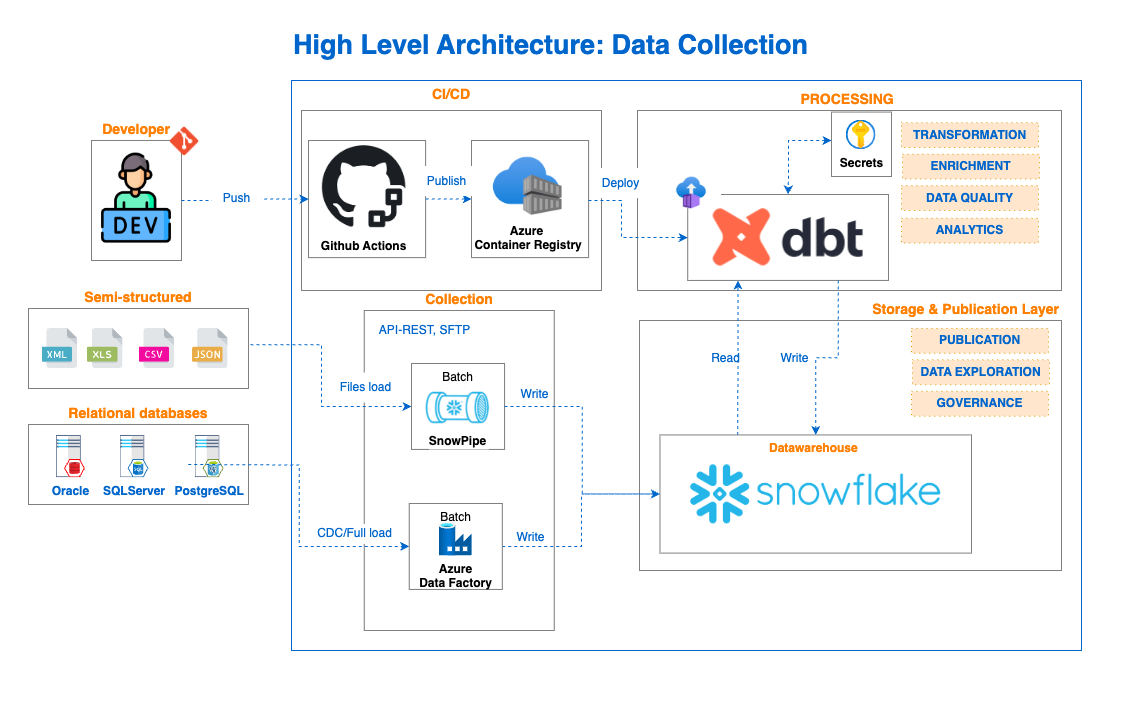 High Level Architecture: Data Collection
CI/CD
PROCESSING
Developer
DEV
Push
Github Actions
Publish
Azure
Container Registry
Deploy
Secrets
dbt
TRANSFORMATION
ENRICHMENT
DATA QUALITY
ANALYTICS
Semi-structured
XML
XLS
CSV
JSON
Files load
Relational databases
Oracle
SQLServer
PostgreSQL
CDC/Full load
Collection
API-REST, SFTP
Batch
SnowPipe
Write
Batch
Azure
Data Factory
Write
Read
Write
Storage & Publication Layer
PUBLICATION
DATA EXPLORATION
GOVERNANCE
Datawarehouse
snowflake